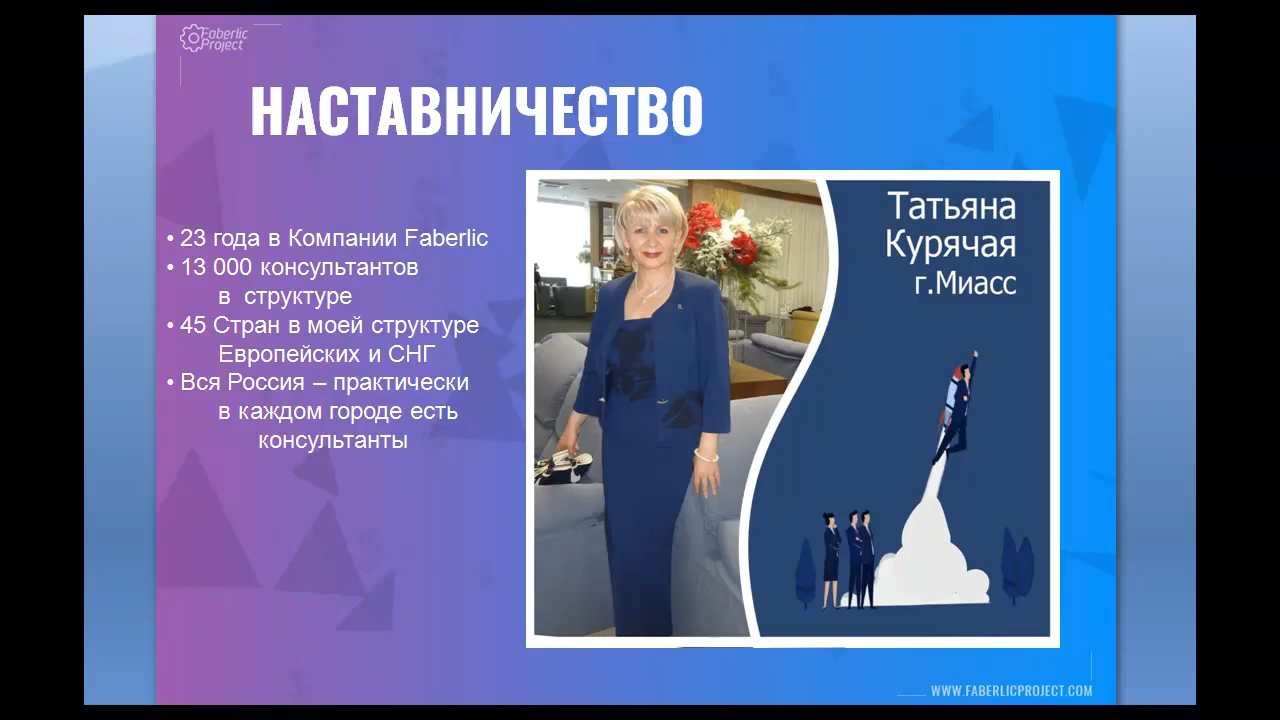 Faberlic
Project
НАСТАВНИЧЕСТВО
• 23 года в Компании Faberlic
• 13 000 консультантов
в структуре
• 45 Стран в моей структуре
Европейских и СНГ
• Вся Россия – практически
в каждом городе есть
консультанты
Татьяна
Курячая
г.Миасс
WWW.FABERLICPROJECT.COM